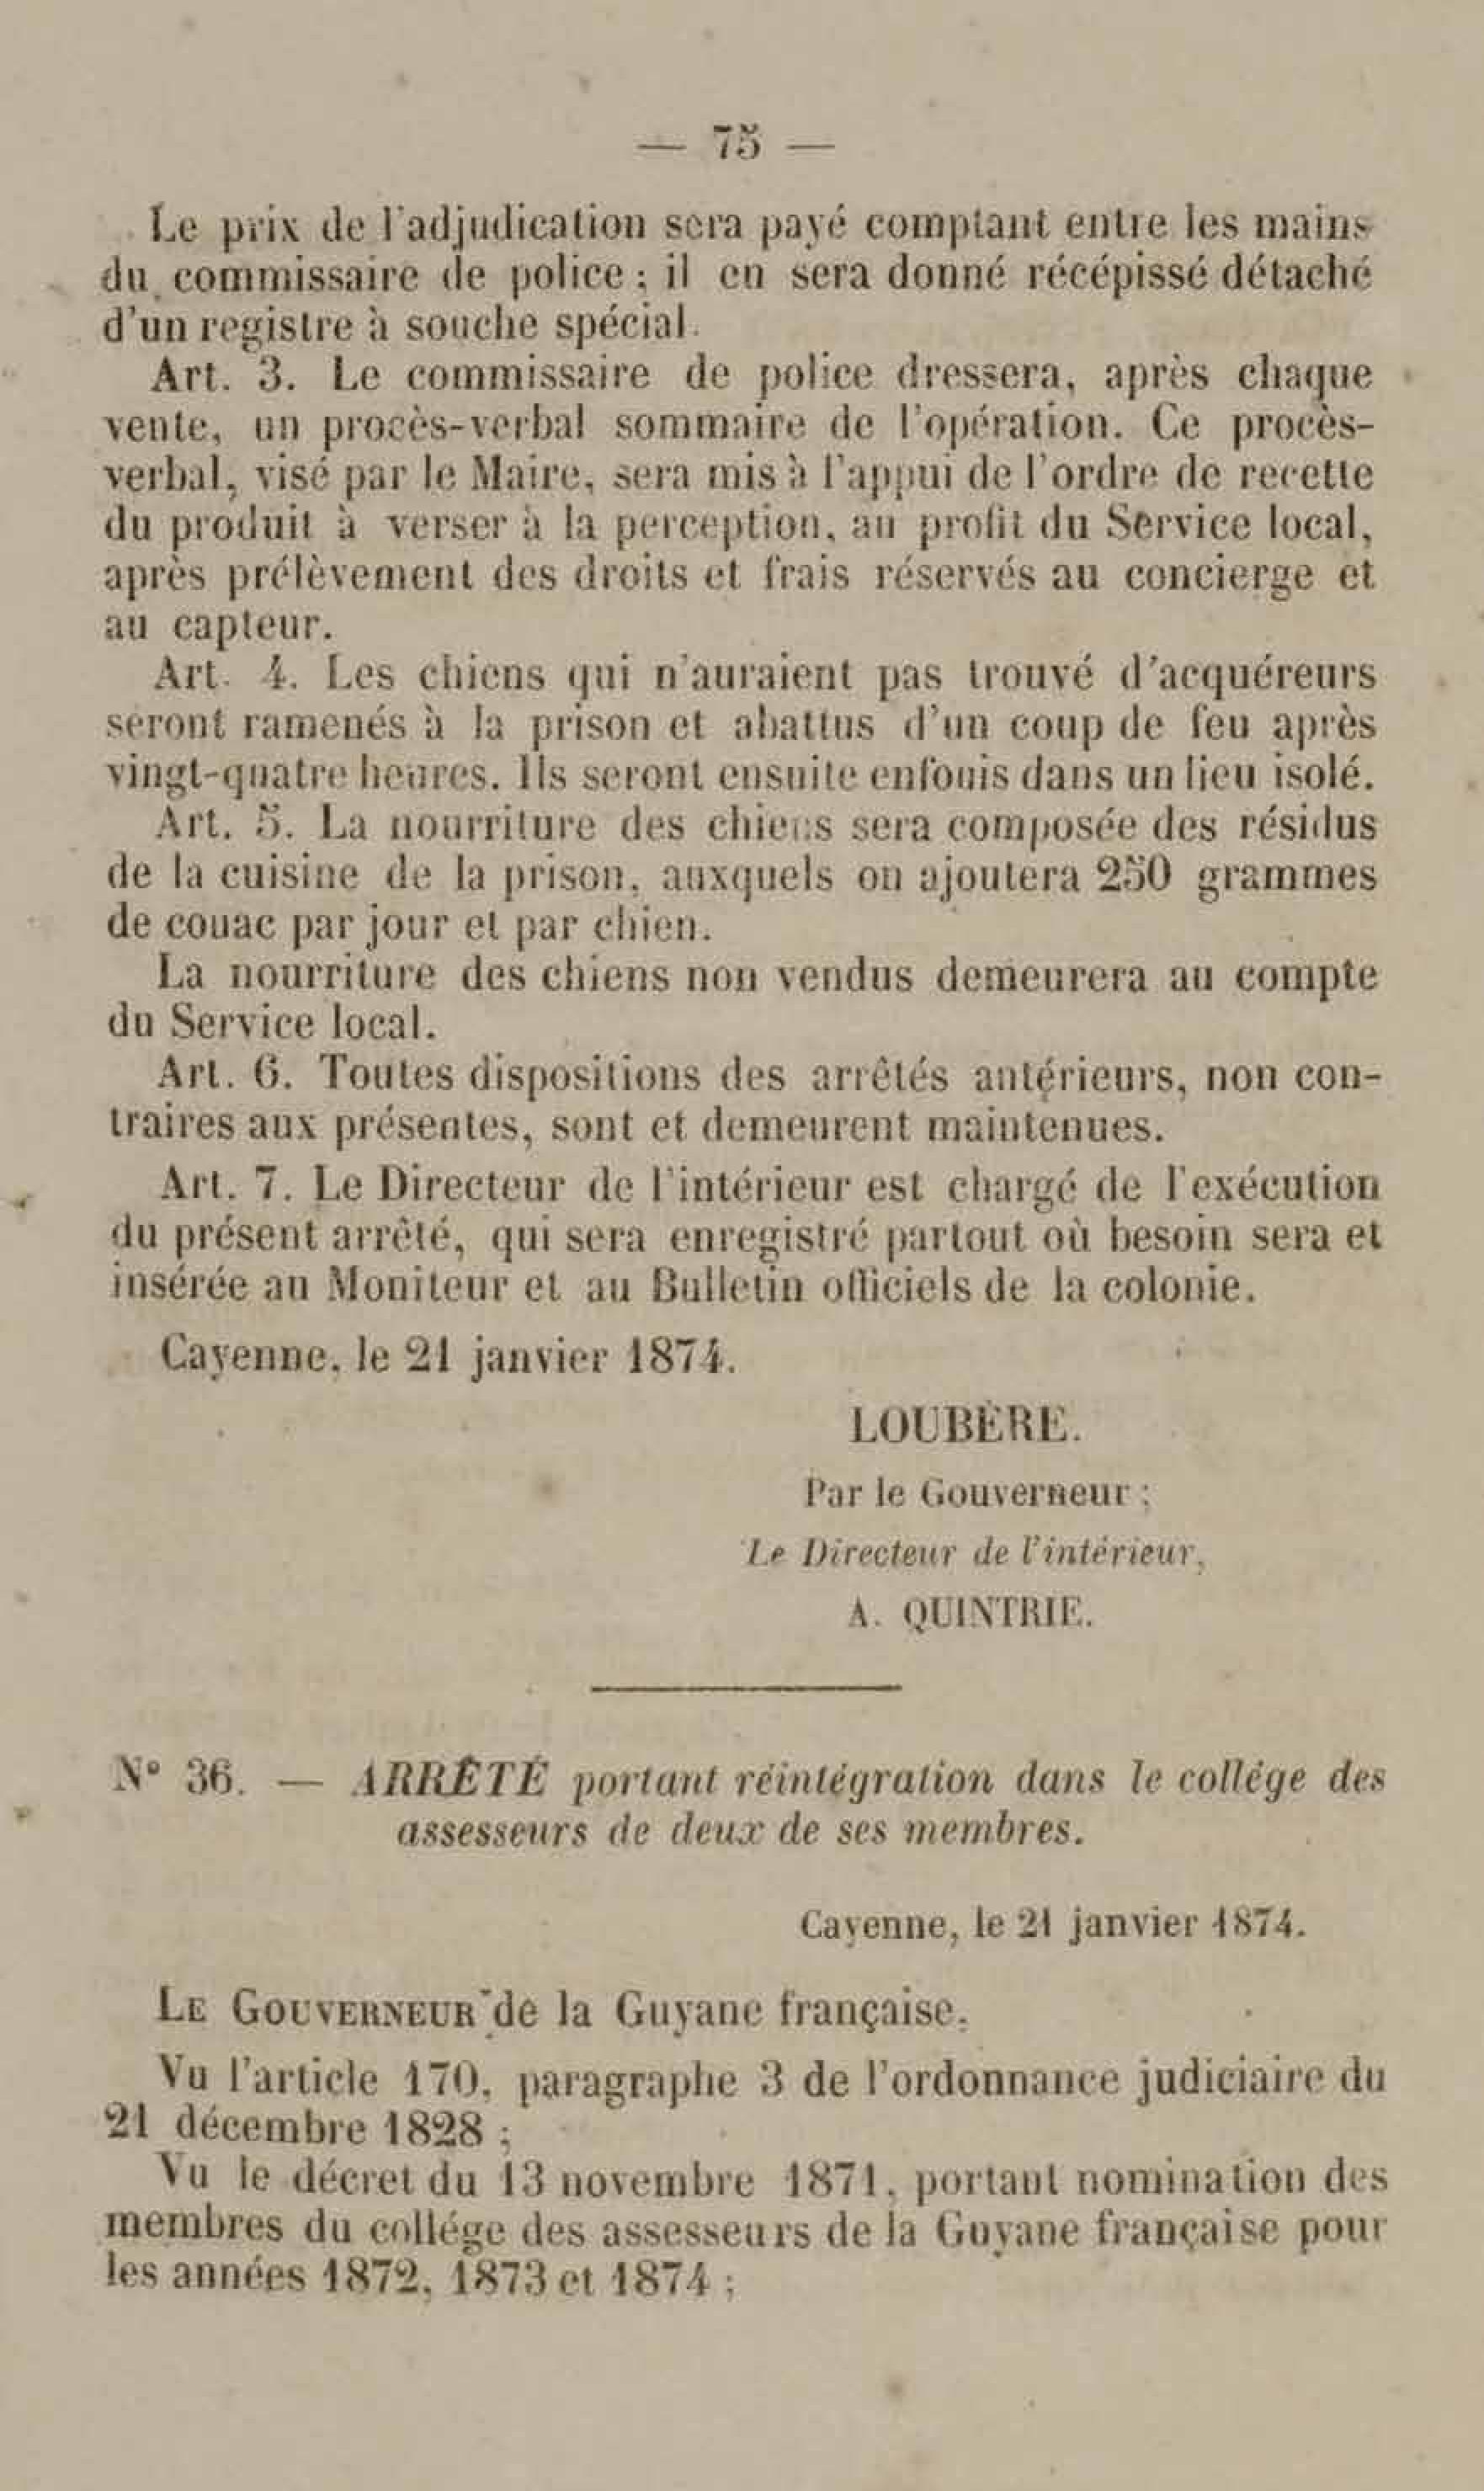 — 75 —
Le prix de l'adjudication sera payé comptant entre les mains
du commissaire de police; il en sera donné récépissé détaché
d'un registre à souche spécial.
Art. 3. Le commissaire de police dressera, après chaque
vente, un procès-verbal sommaire de l'opération. Ce procès-
verbal, visé par le Maire, sera mis à l'appui de l'ordre de recette
du produit à verser à la perception, au profit du Service local,
après prélèvement des droits et frais réservés au concierge et
au capteur.
Art. 4. Les chiens qui n'auraient pas trouvé d'acquéreurs
seront ramenés à la prison et abattus d'un coup de feu après
vingt-quatre heures. Ils seront ensuite enfouis dans un lieu isolé.
Art. 5. La nourriture des chiens sera composée des résidus
de la cuisine de la prison, auxquels on ajoutera 250 grammes
de couac par jour et par chien.
La nourriture des chiens non vendus demeurera au compte
du Service local.
Art. 6. Toutes dispositions des arrêtés antérieurs, non con-
traires aux présentes, sont et demeurent maintenues.
Art. 7. Le Directeur de l'intérieur est chargé de l'exécution
du présent arrêté, qui sera enregistré partout où besoin sera et
insérée au Moniteur et au Bulletin officiels de la colonie.
Cayenne, le 21 janvier 1874.
LOUBÈRE.
Par le Gouverneur:
Le Directeur de l'intérieur,
A. QUINTRIE.
N° 36. — ARRÊTÉ portant réintégration dans le collége des
assesseurs de deux de ses membres.
Cayenne, le 21 janvier 1874.
LE GOUVERNEUR de la Guyane française,
Vu l'article 170, paragraphe 3 de l'ordonnance judiciaire du
21 décembre 1828;
Vu le décret du 13 novembre 1871, portant nomination des
membres du collége des assesseurs de la Guyane française pour
les années 1872, 1873 et 1874;